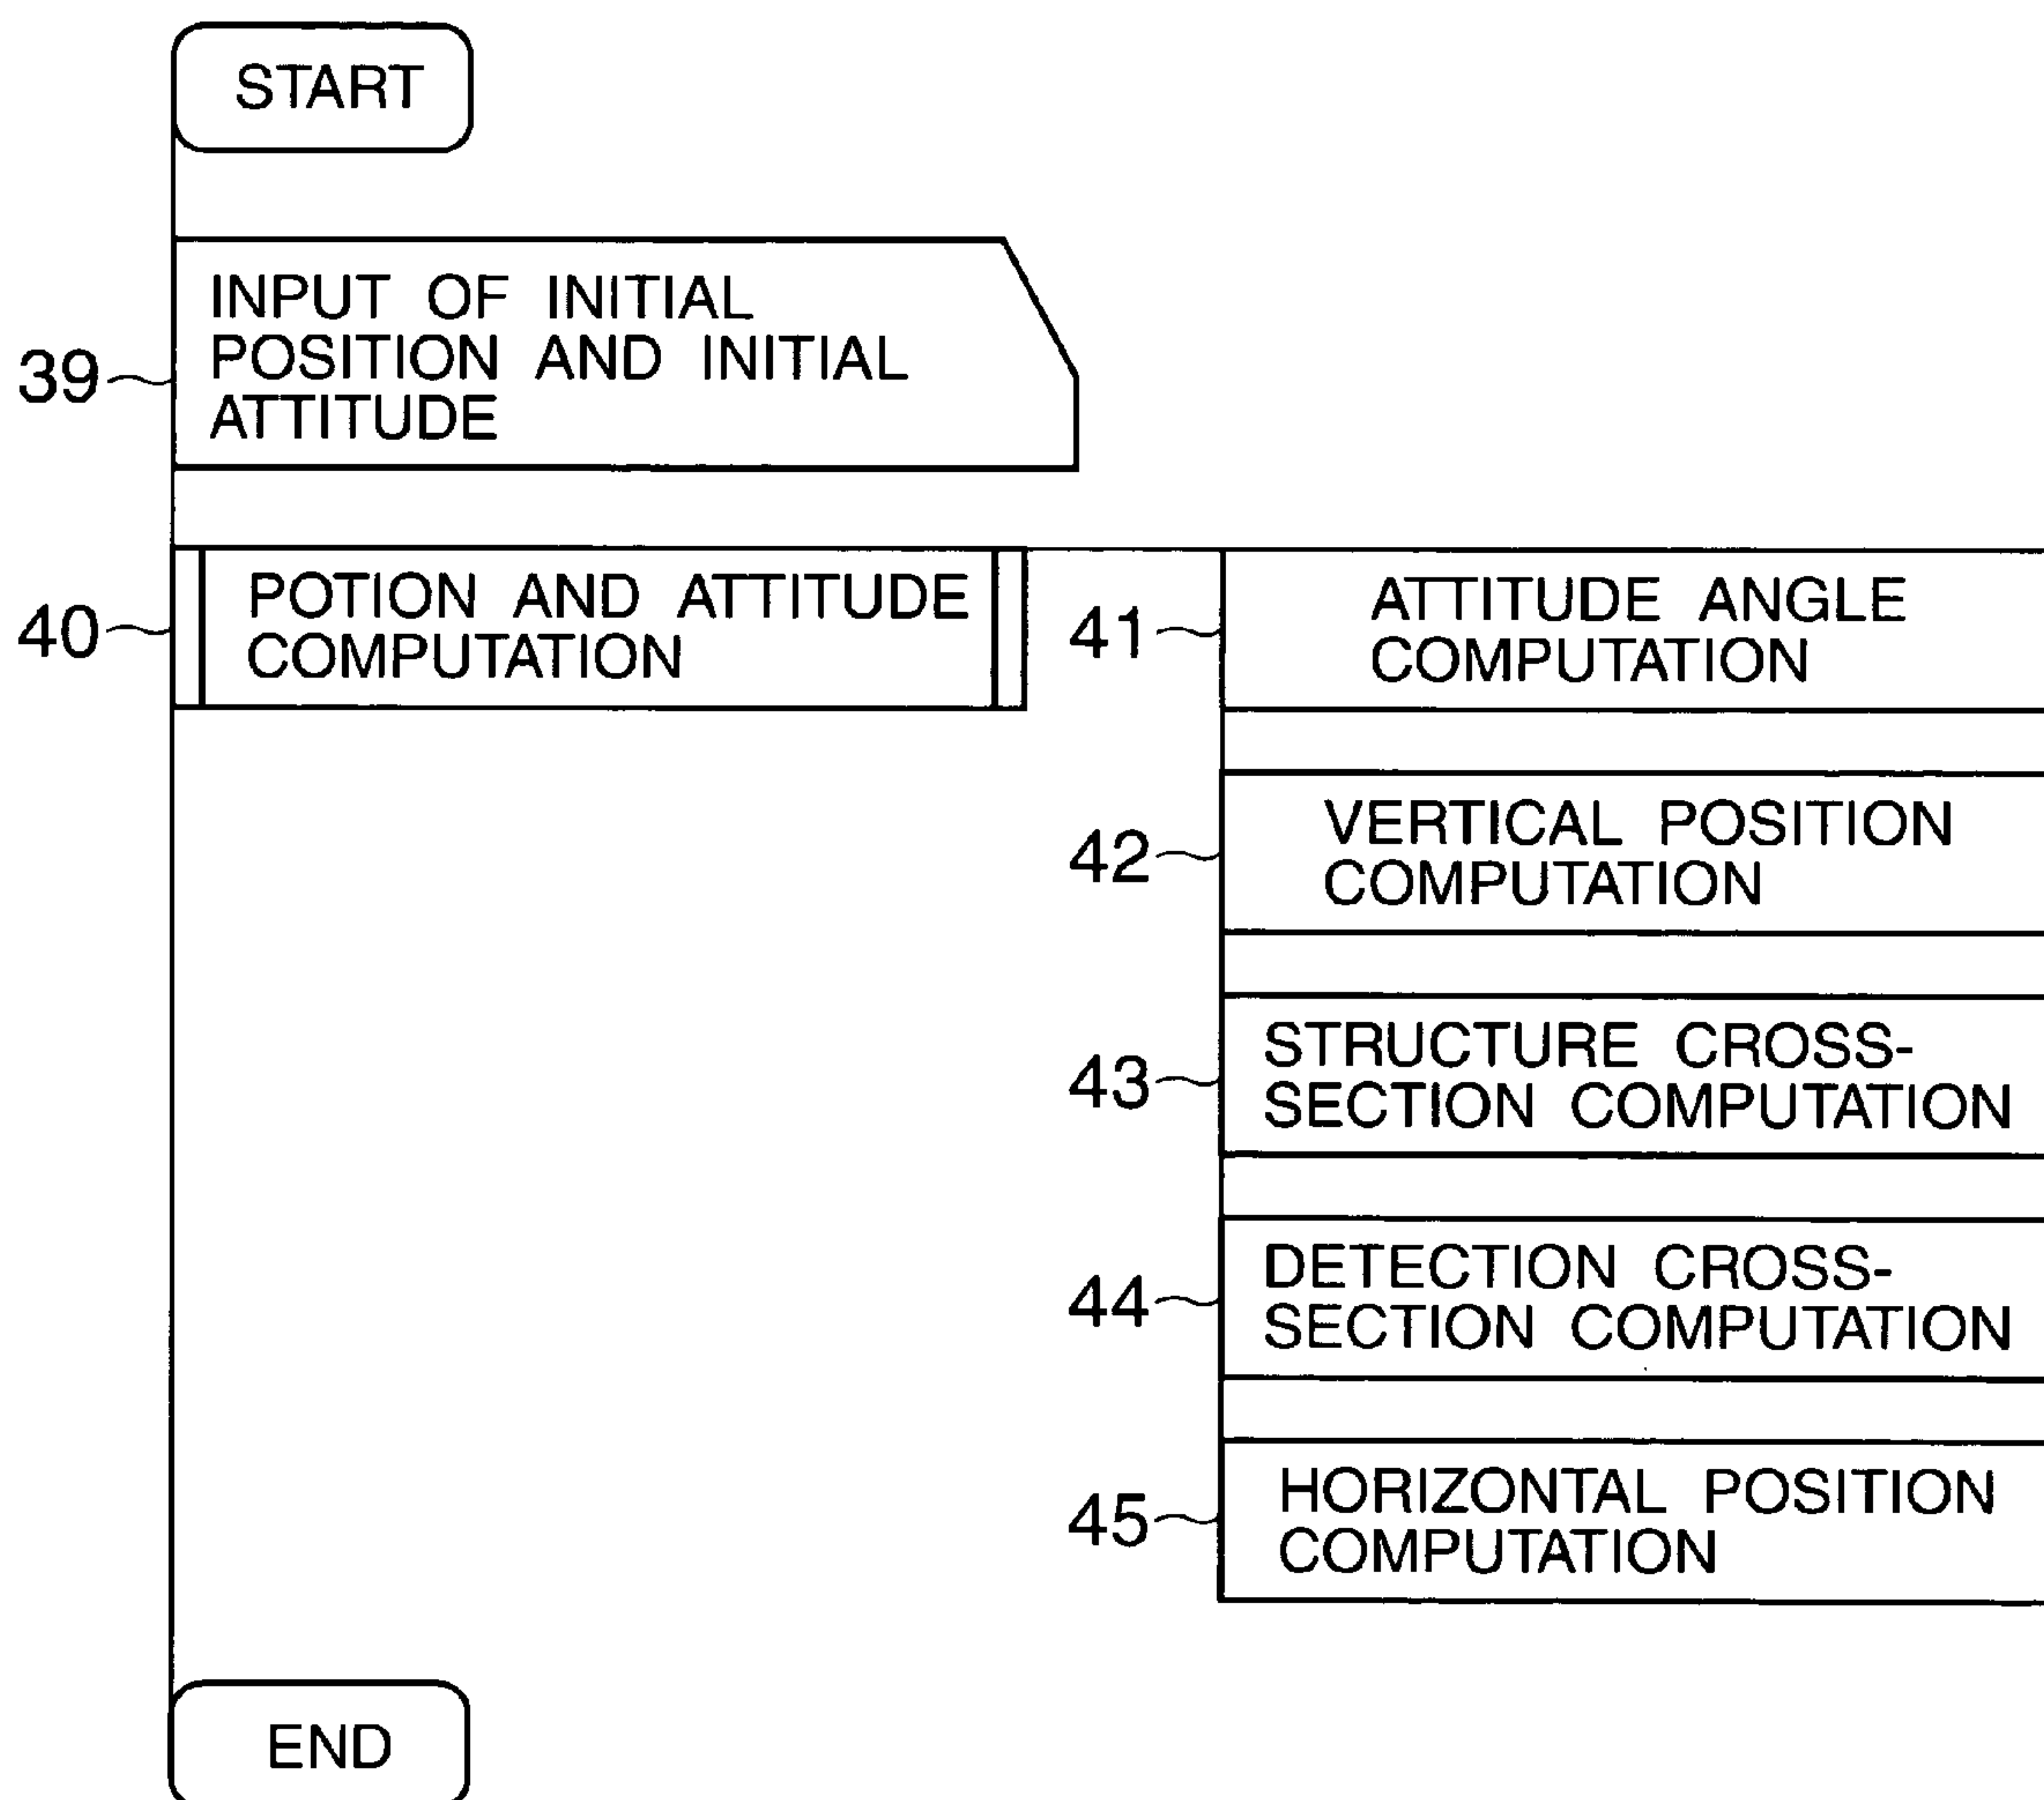 START
39
INPUT OF INITIAL
POSITION AND INITIAL
ATTITUDE
40
POTION AND ATTITUDE
COMPUTATION
41
ATTITUDE ANGLE
COMPUTATION
42
VERTICAL POSITION
COMPUTATION
43
STRUCTURE CROSS-
SECTION COMPUTATION
44
DETECTION CROSS-
SECTION COMPUTATION
45
HORIZONTAL POSITION
COMPUTATION
END